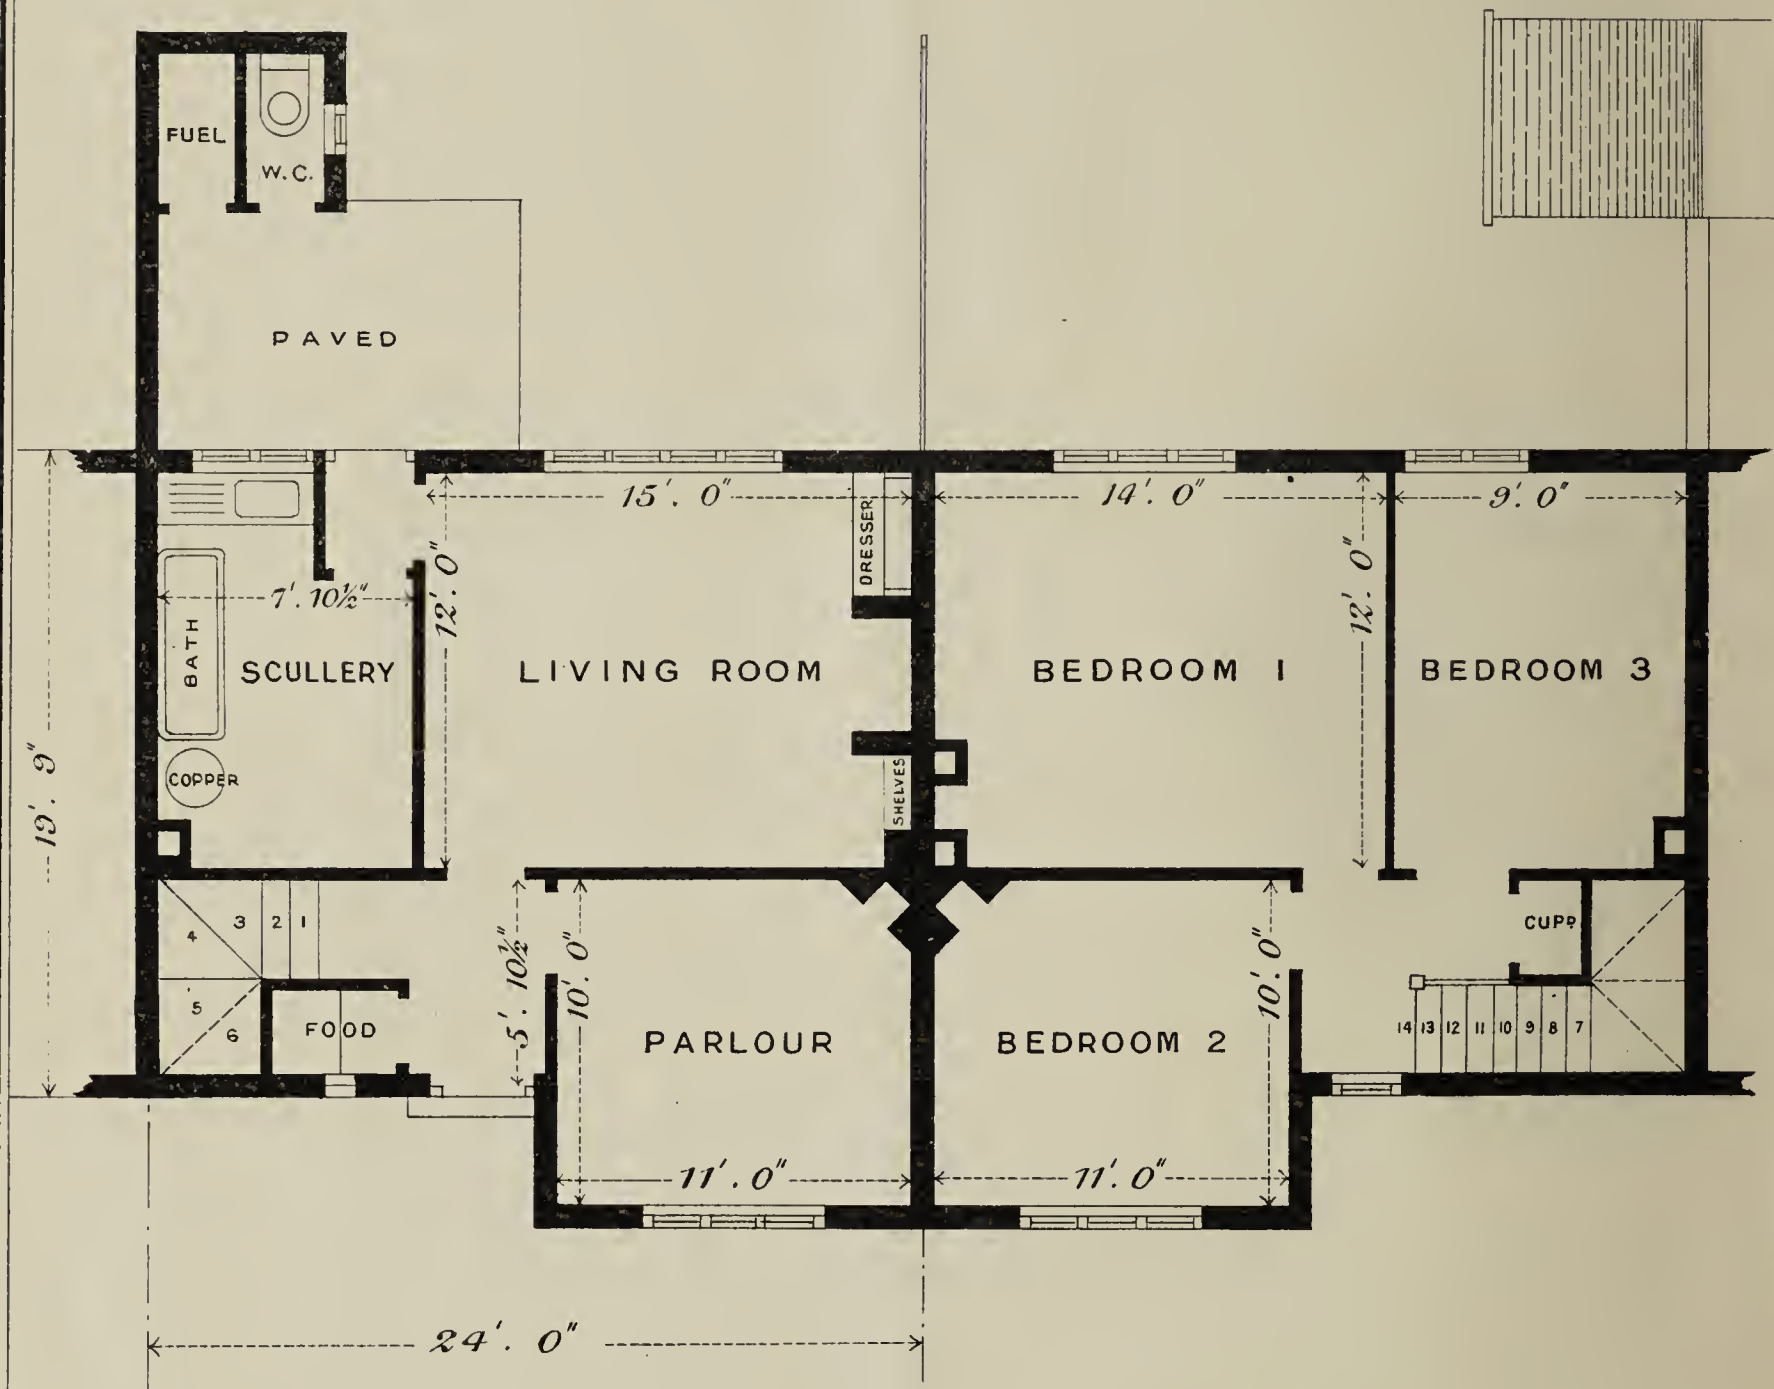 FUEL
W.C.
PAVED
15'. 0"
14'. 0"
9'. 0"
DRESSER
12'. 0"
12'. 0"
7'. 10½"
BATH
SCULLERY
LIVING ROOM
BEDROOM 1
BEDROOM 3
COPPER
SHELVES
19'. 9"
3
2
1
4
5
6
FOOD
5'. 10½"
10'. 0"
PARLOUR
BEDROOM 2
10'. 0"
CUPP
14
13
12
11
10
9
8
7
11'. 0"
11'. 0"
24'. 0"